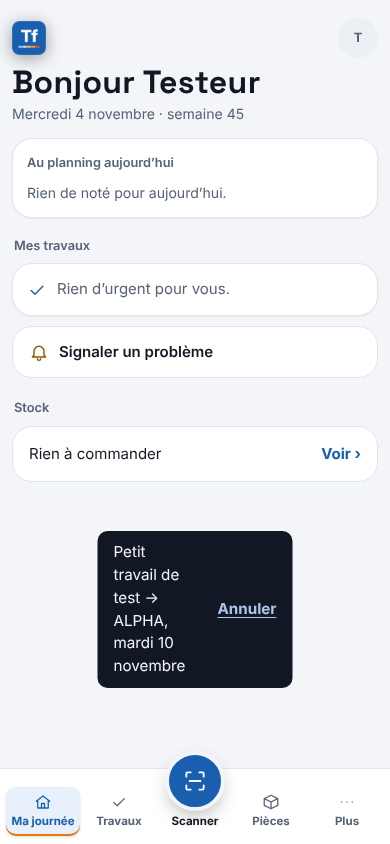 Tf
T
Bonjour Testeur
Mercredi 4 novembre · semaine 45
Au planning aujourd’hui
Rien de noté pour aujourd’hui.
Mes travaux
Rien d’urgent pour vous.
Signaler un problème
Stock
Rien à commander
Voir ›
Petit
travail de
test →
ALPHA,
mardi 10
novembre
Annuler
Ma journée
Travaux
Scanner
Pièces
Plus